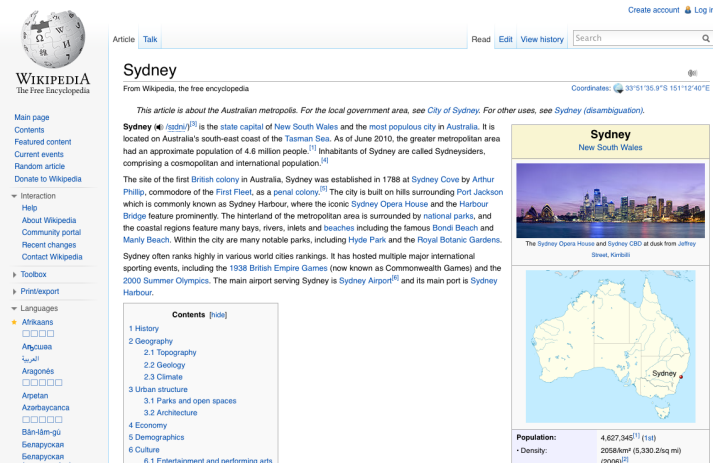 Create account Log in
WIKIPEDIA
The Free Encyclopedia
Article Talk Read Edit View history Search
Sydney
From Wikipedia, the free encyclopedia
Coordinates: 33°51′35.9″S 151°12′40″E
This article is about the Australian metropolis. For the local government area, see City of Sydney. For other uses, see Sydney (disambiguation).
Sydney ( /ˈsɪdni/)[3] is the state capital of New South Wales and the most populous city in Australia. It is
located on Australia's south-east coast of the Tasman Sea. As of June 2010, the greater metropolitan area
had an approximate population of 4.6 million people.[1] Inhabitants of Sydney are called Sydneysiders,
comprising a cosmopolitan and international population.[4]
The site of the first British colony in Australia, Sydney was established in 1788 at Sydney Cove by Arthur
Phillip, commodore of the First Fleet, as a penal colony.[5] The city is built on hills surrounding Port Jackson
which is commonly known as Sydney Harbour, where the iconic Sydney Opera House and the Harbour
Bridge feature prominently. The hinterland of the metropolitan area is surrounded by national parks, and
the coastal regions feature many bays, rivers, inlets and beaches including the famous Bondi Beach and
Manly Beach. Within the city are many notable parks, including Hyde Park and the Royal Botanic Gardens.
Sydney often ranks highly in various world cities rankings. It has hosted multiple major international
sporting events, including the 1938 British Empire Games (now known as Commonwealth Games) and the
2000 Summer Olympics. The main airport serving Sydney is Sydney Airport[6] and its main port is Sydney
Harbour.
Contents [hide]
1 History
2 Geography
2.1 Topography
2.2 Geology
2.3 Climate
3 Urban structure
3.1 Parks and open spaces
3.2 Architecture
4 Economy
5 Demographics
6 Culture
6.1 Entertainment and performing arts
Sydney
New South Wales
The Sydney Opera House and Sydney CBD at dusk from Jeffrey
Street, Kirribilli
Sydney
Population: 4,627,345[1] (1st)
• Density: 2058/km² (5,330.2/sq mi)
(2006)[2]
Main page
Contents
Featured content
Current events
Random article
Donate to Wikipedia
Interaction
Help
About Wikipedia
Community portal
Recent changes
Contact Wikipedia
Toolbox
Print/export
Languages
Afrikaans
Аҧсшәа
العربية
Aragonés
Arpetan
Azərbaycanca
Bân-lâm-gú
Беларуская
Беларуская